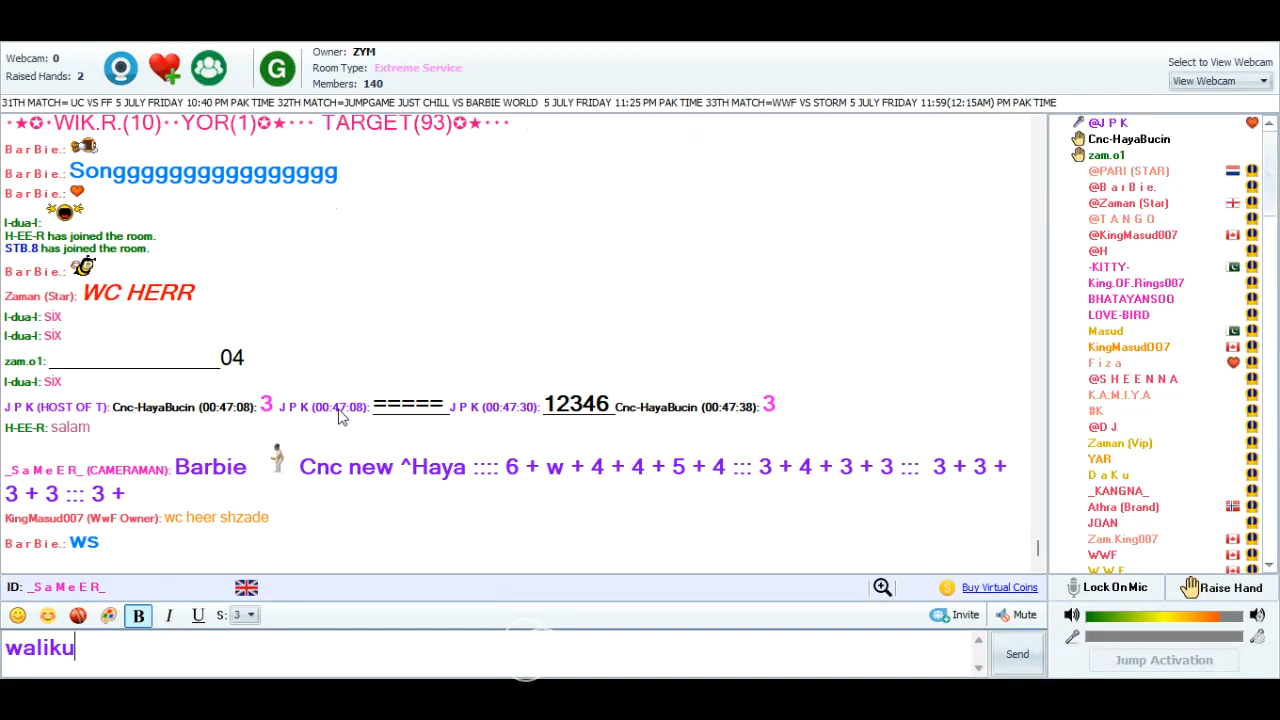 Webcam: 0
Raised Hands: 2
G
Owner: ZYM
Room Type: Extreme Service
Members: 140
Select to View Webcam
View Webcam
31TH MATCH= UC VS FF 5 JULY FRIDAY 10:40 PM PAK TIME 32TH MATCH=JUMPGAME JUST CHILL VS BARBIE WORLD 5 JULY FRIDAY 11:25 PM PAK TIME 33TH MATCH=WWF VS STORM 5 JULY FRIDAY 11:59(12:15AM) PM PAK TIME
·★✪·WIK.R.(10)··YOR(1)✪★··· TARGET(93)✪★···
B a r B i e .:
B a r B i e .: Songgggggggggggggggg
B a r B i e .:
I-dua-I:
H-EE-R has joined the room.
STB.8 has joined the room.
B a r B i e .:
Zaman (Star): WC HERR
I-dua-I: SIX
I-dua-I: SIX
zam.o1: ________________04
I-dua-I: SIX
J P K (HOST OF T): Cnc-HayaBucin (00:47:08): 3 J P K (00:47:08): ===== J P K (00:47:30): 12346 Cnc-HayaBucin (00:47:38): 3
H-EE-R: salam
_S a M e E R_ (CAMERAMAN): Barbie Cnc new ^Haya :::: 6 + w + 4 + 4 + 5 + 4 ::: 3 + 4 + 3 + 3 ::: 3 + 3 +
3 + 3 ::: 3 +
KingMasud007 (WwF Owner): wc heer shzade
B a r B i e .: WS
@J P K
Cnc-HayaBucin
zam.o1
@PARI (STAR)
@B a r B i e.
@Zaman (Star)
@T A N G O
@KingMasud007
@H
-KITTY-
King.OF.Rings007
BHATAYANSOO
LOVE-BIRD
Masud
KingMasud007
F i z a
@S H E E N N A
K.A.M.I.Y.A
#K
@D J
Zaman (Vip)
YAR
D a K u
_KANGNA_
Athra (Brand)
JOAN
Zam.King007
WWF
W W F
ID: _S a M e E R_
Buy Virtual Coins
Lock On Mic
Raise Hand
B I U S: 3
Invite
Mute
waliku
Send
Jump Activation